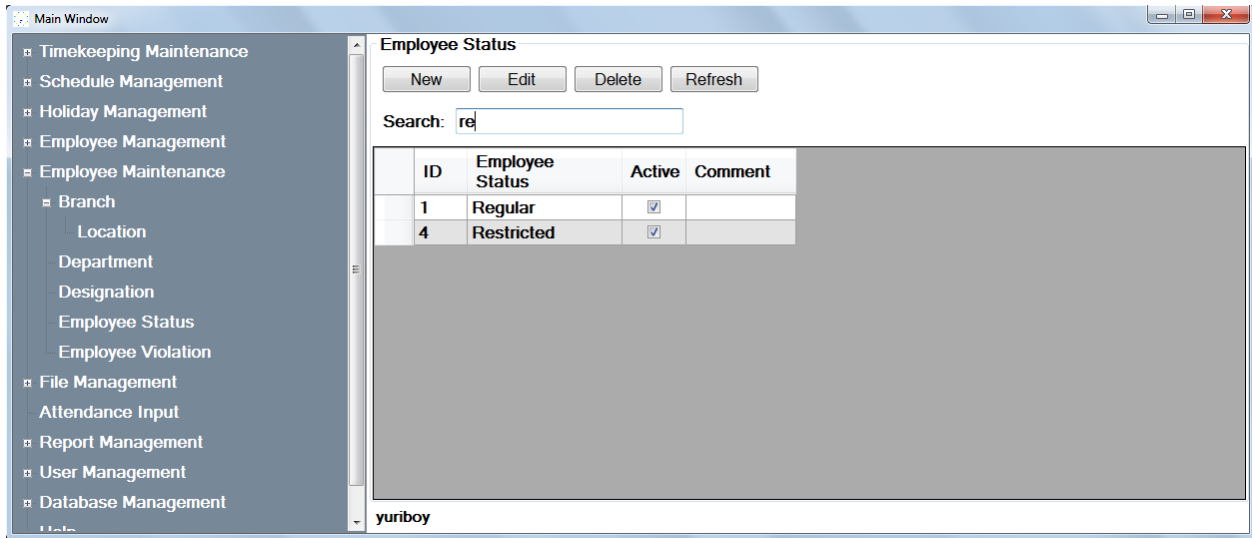 Main Window
Timekeeping Maintenance
Schedule Management
Holiday Management
Employee Management
Employee Maintenance
Branch
Location
Department
Designation
Employee Status
Employee Violation
File Management
Attendance Input
Report Management
User Management
Database Management
Help
Employee Status
New Edit Delete Refresh
Search: re
ID Employee Status Active Comment
1 Regular
4 Restricted
yuriboy